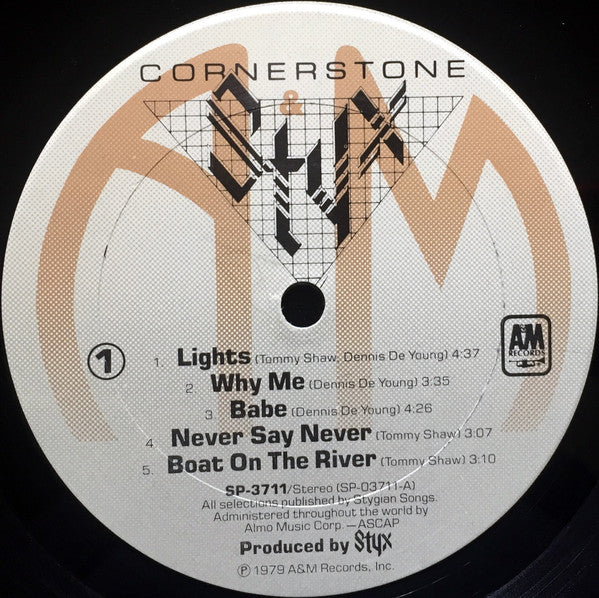 CORNERSTONE
A&M
Styx
1
A&M
RECORDS
1. Lights (Tommy Shaw, Dennis De Young) 4:37
2. Why Me (Dennis De Young) 3:35
3. Babe (Dennis De Young) 4:26
4. Never Say Never (Tommy Shaw) 3:07
5. Boat On The River (Tommy Shaw) 3:10
SP-3711/Stereo (SP-03711-A)
All selections published by Stygian Songs.
Administered throughout the world by
Almo Music Corp. — ASCAP
Produced by Styx
Ⓟ 1979 A&M Records, Inc.